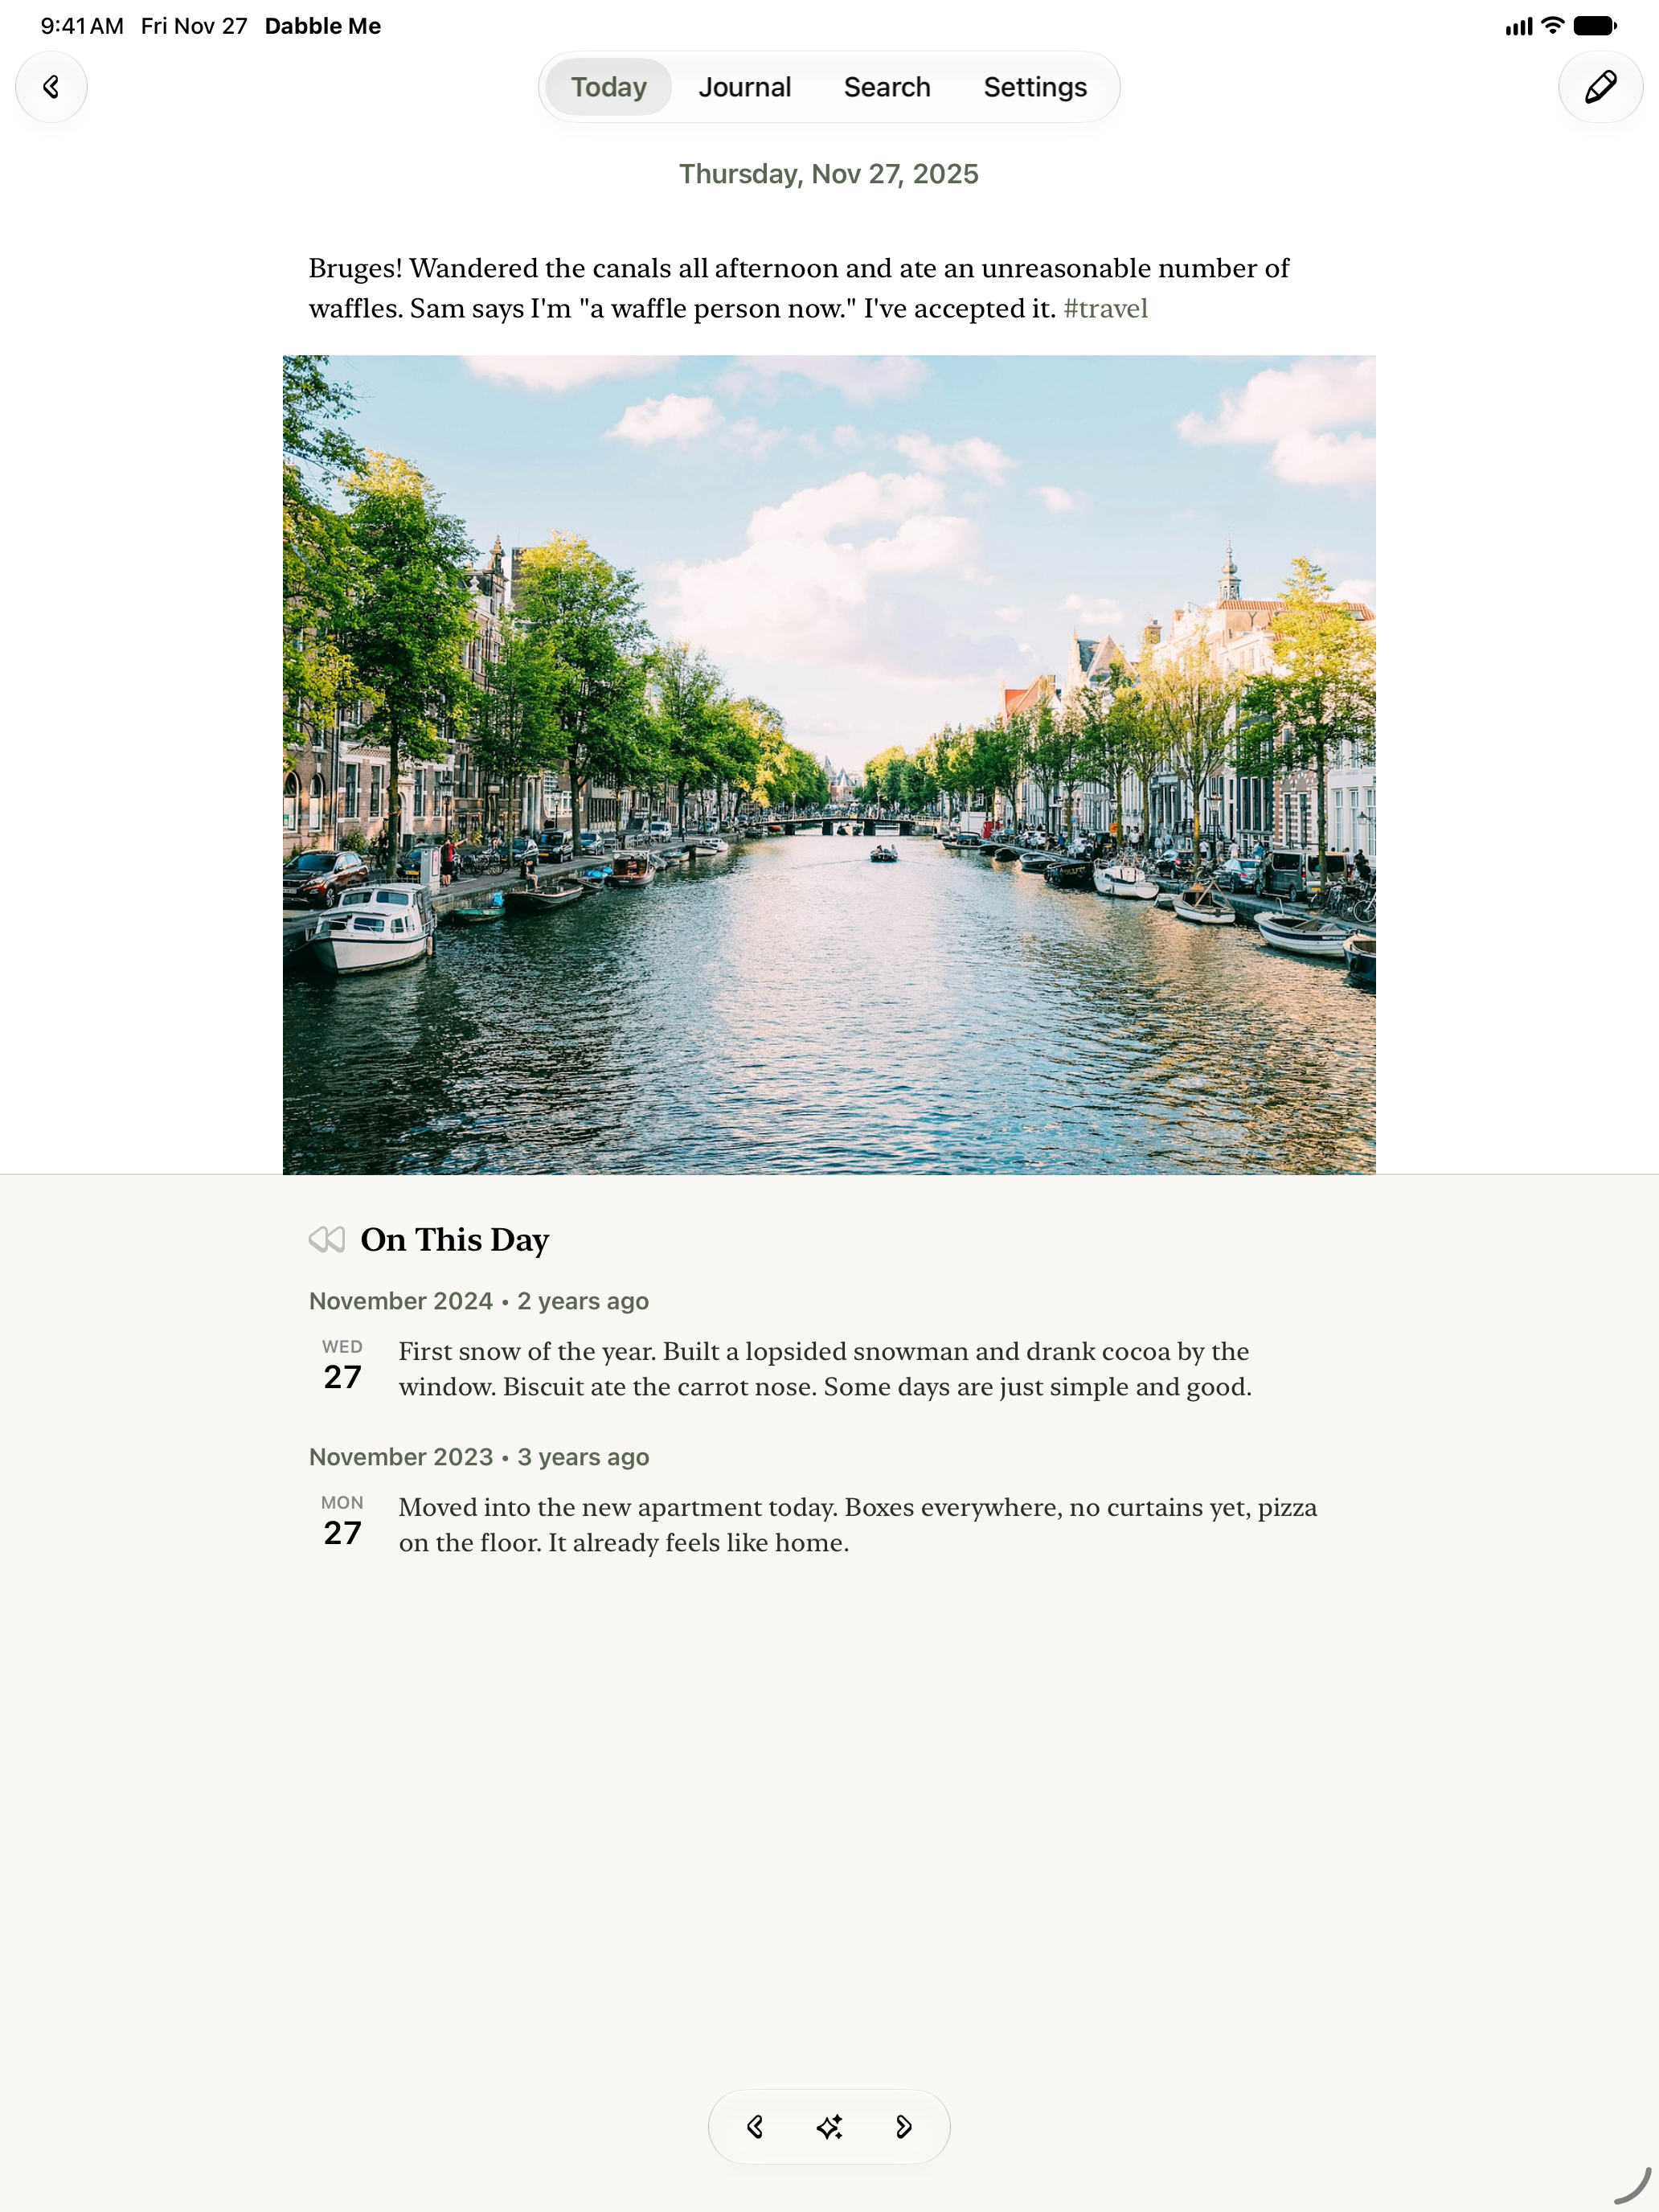 9:41 AM Fri Nov 27 Dabble Me
Today Journal Search Settings
Thursday, Nov 27, 2025
Bruges! Wandered the canals all afternoon and ate an unreasonable number of
waffles. Sam says I'm "a waffle person now." I've accepted it. #travel
On This Day
November 2024 • 2 years ago
WED
27
First snow of the year. Built a lopsided snowman and drank cocoa by the
window. Biscuit ate the carrot nose. Some days are just simple and good.
November 2023 • 3 years ago
MON
27
Moved into the new apartment today. Boxes everywhere, no curtains yet, pizza
on the floor. It already feels like home.